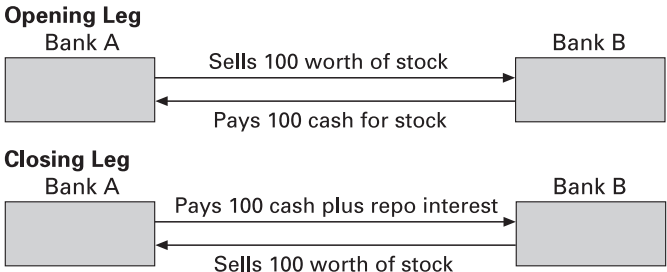 Opening Leg
Bank A Bank B
Sells 100 worth of stock
Pays 100 cash for stock
Closing Leg
Bank A Bank B
Pays 100 cash plus repo interest
Sells 100 worth of stock